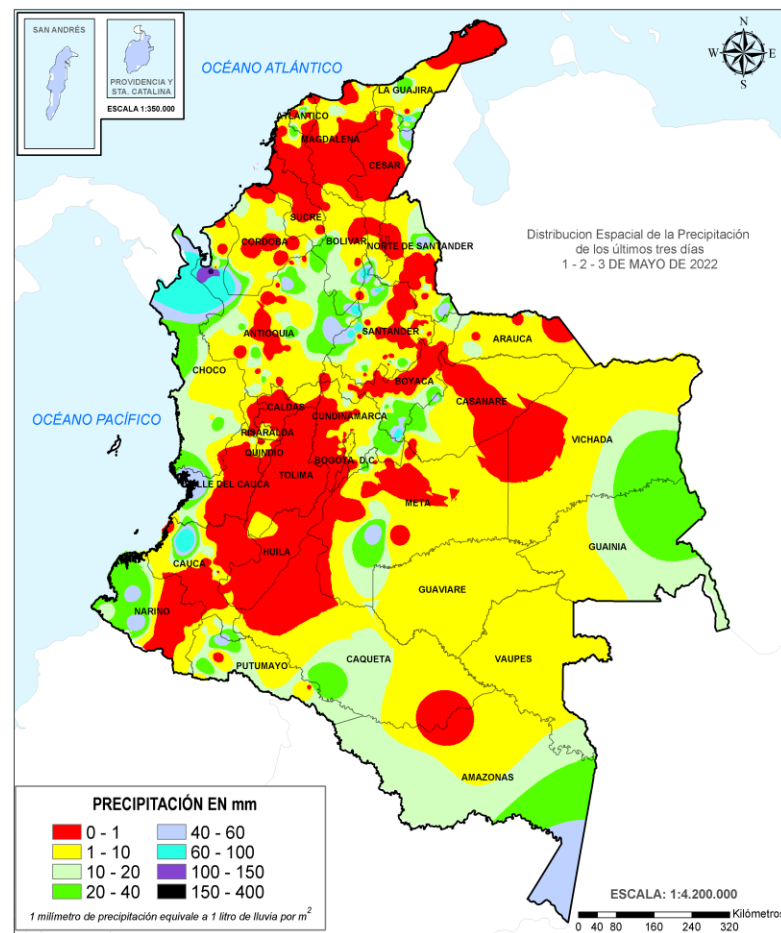 SAN ANDRÉS
PROVIDENCIA Y
STA. CATALINA
ESCALA 1:350.000
OCÉANO ATLÁNTICO
N
W
E
S
LA GUAJIRA
ATLANTICO
MAGDALENA
CESAR
SUCRE
CORDOBA
BOLIVAR
NORTE DE SANTANDER
Distribucion Espacial de la Precipitación
de los últimos tres días
1 - 2 - 3 DE MAYO DE 2022
ANTIOQUIA
SANTANDER
ARAUCA
CHOCO
BOYACA
CASANARE
CALDAS
CUNDINAMARCA
OCÉANO PACÍFICO
RISARALDA
VICHADA
QUINDIO
BOGOTA, D.C.
TOLIMA
VALLE DEL CAUCA
META
GUAINIA
HUILA
CAUCA
GUAVIARE
NARIÑO
CAQUETA
VAUPES
PUTUMAYO
AMAZONAS
PRECIPITACIÓN EN mm
0 - 1
40 - 60
1 - 10
60 - 100
10 - 20
100 - 150
20 - 40
150 - 400
1 milímetro de precipitación equivale a 1 litro de lluvia por m²
ESCALA: 1:4.200.000
Kilómetros
0 40 80 160 240 320